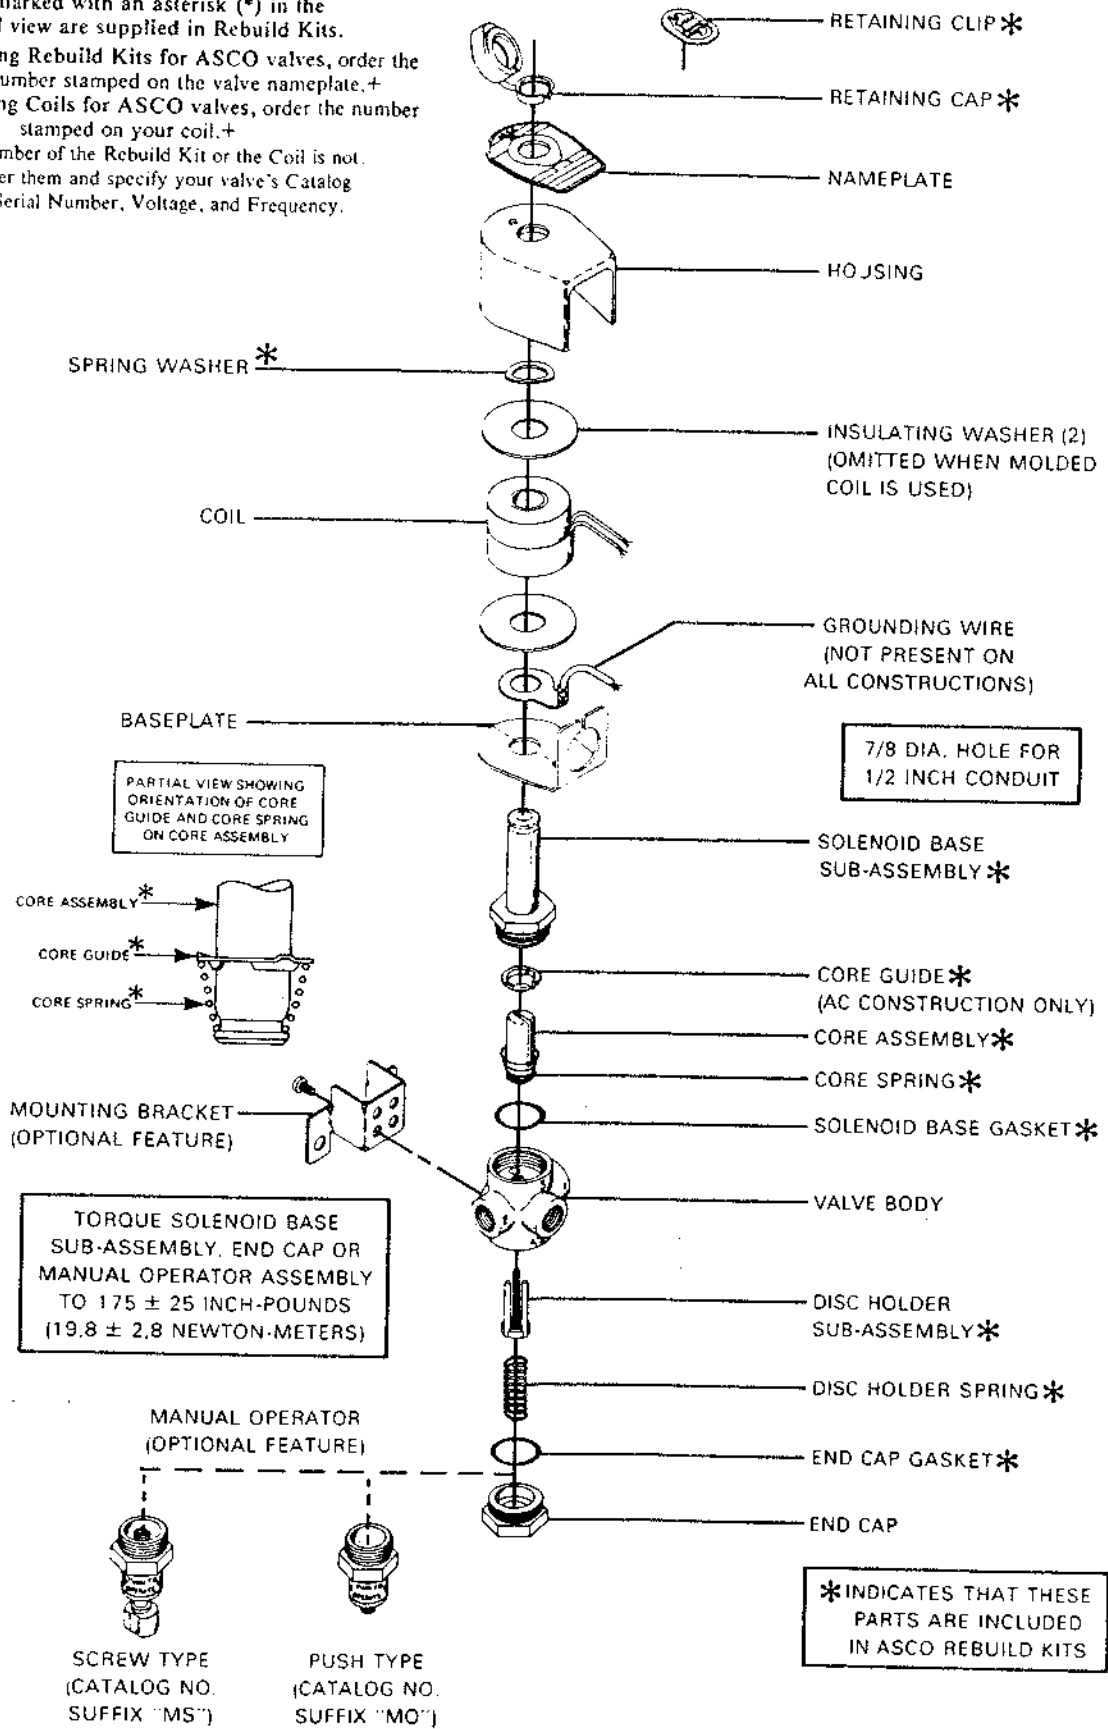 marked with an asterisk (*) in the
view are supplied in Rebuild Kits.
ng Rebuild Kits for ASCO valves, order the
umber stamped on the valve nameplate.+
ng Coils for ASCO valves, order the number
stamped on your coil.+
mber of the Rebuild Kit or the Coil is not
er them and specify your valve's Catalog
Serial Number, Voltage, and Frequency.
RETAINING CLIP *
RETAINING CAP *
NAMEPLATE
HOUSING
SPRING WASHER *
INSULATING WASHER (2)
(OMITTED WHEN MOLDED
COIL IS USED)
COIL
GROUNDING WIRE
(NOT PRESENT ON
ALL CONSTRUCTIONS)
BASEPLATE
7/8 DIA. HOLE FOR
1/2 INCH CONDUIT
PARTIAL VIEW SHOWING
ORIENTATION OF CORE
GUIDE AND CORE SPRING
ON CORE ASSEMBLY
SOLENOID BASE
SUB-ASSEMBLY *
CORE ASSEMBLY *
CORE GUIDE *
CORE SPRING *
CORE GUIDE *
(AC CONSTRUCTION ONLY)
CORE ASSEMBLY *
CORE SPRING *
MOUNTING BRACKET
(OPTIONAL FEATURE)
SOLENOID BASE GASKET *
VALVE BODY
TORQUE SOLENOID BASE
SUB-ASSEMBLY, END CAP OR
MANUAL OPERATOR ASSEMBLY
TO 175 ± 25 INCH-POUNDS
(19.8 ± 2.8 NEWTON-METERS)
DISC HOLDER
SUB-ASSEMBLY *
DISC HOLDER SPRING *
MANUAL OPERATOR
(OPTIONAL FEATURE)
END CAP GASKET *
END CAP
* INDICATES THAT THESE
PARTS ARE INCLUDED
IN ASCO REBUILD KITS
SCREW TYPE
(CATALOG NO.
SUFFIX "MS")
PUSH TYPE
(CATALOG NO.
SUFFIX "MO")